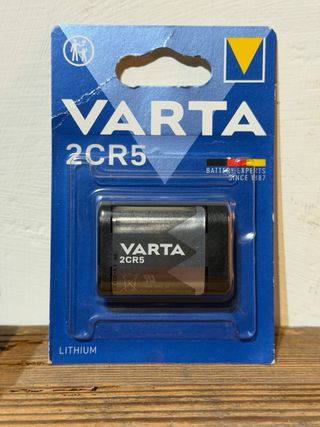 VARTA
2CR5
BATTERY EXPERTS
SINCE 1887
VARTA
2CR5
LITHIUM